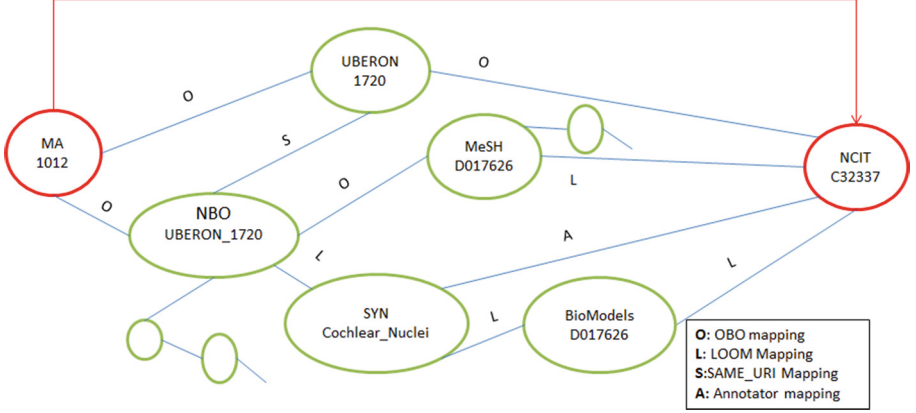 UBERON
1720
O
O
MA
1012
S
MeSH
D017626
NCIT
C32337
O
L
O
NBO
UBERON_1720
A
L
L
SYN
Cochlear_Nuclei
L
BioModels
D017626
O: OBO mapping
L: LOOM Mapping
S:SAME_URI Mapping
A: Annotator mapping